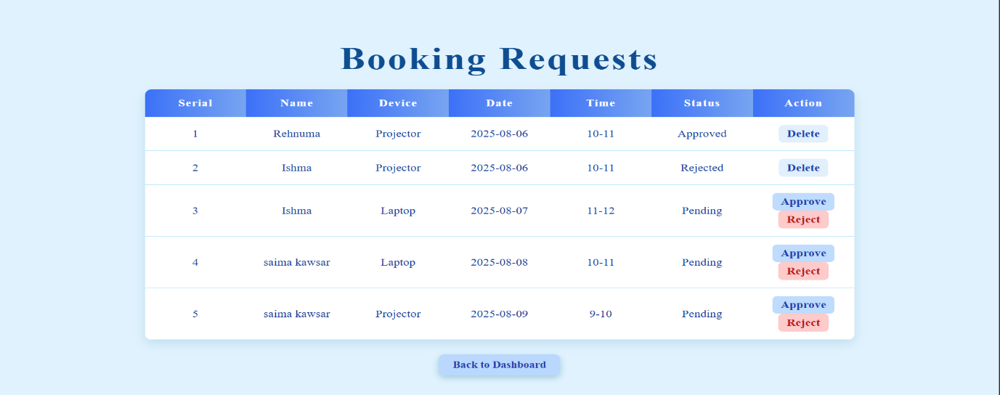 Booking Requests
Serial Name Device Date Time Status Action
1 Rehnuma Projector 2025-08-06 10-11 Approved Delete
2 Ishma Projector 2025-08-06 10-11 Rejected Delete
3 Ishma Laptop 2025-08-07 11-12 Pending Approve
Reject
4 saima kawsar Laptop 2025-08-08 10-11 Pending Approve
Reject
5 saima kawsar Projector 2025-08-09 9-10 Pending Approve
Reject
Back to Dashboard